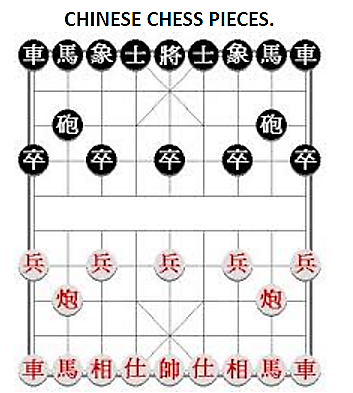 CHINESE CHESS PIECES.
車馬象士將士象馬車
砲 砲
卒 卒 卒 卒 卒
兵 兵 兵 兵 兵
炮 炮
車馬相仕帥仕相馬車